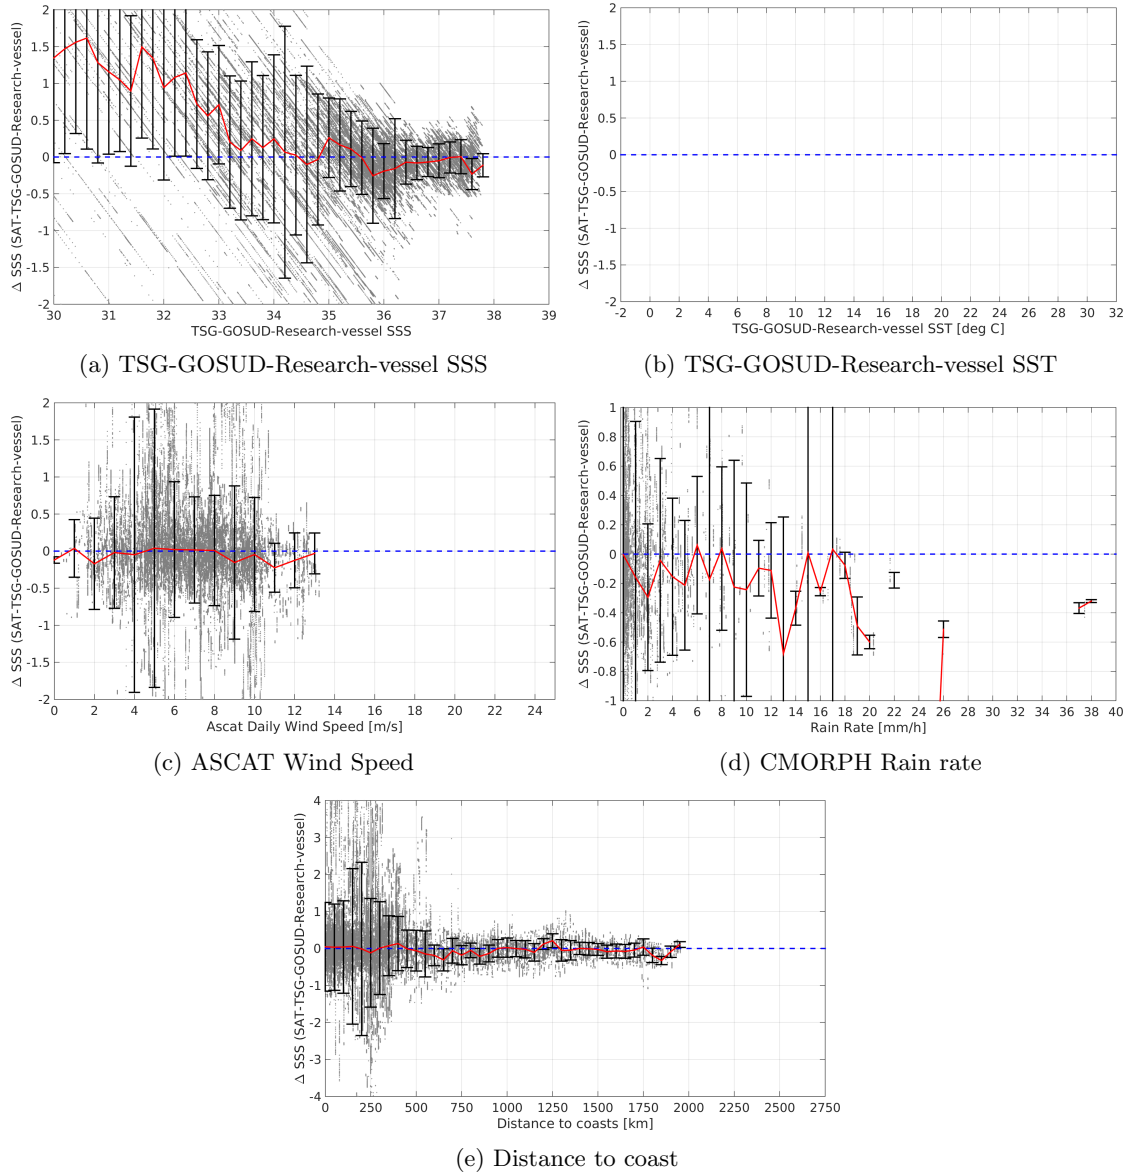 2
1.5
1
0.5
0
-0.5
-1
-1.5
-2
Δ SSS (SAT-TSG-GOSUD-Research-vessel)
30 31 32 33 34 35 36 37 38 39
TSG-GOSUD-Research-vessel SSS
(a) TSG-GOSUD-Research-vessel SSS
2
1.5
1
0.5
0
-0.5
-1
-1.5
-2
Δ SSS (SAT-TSG-GOSUD-Research-vessel)
-2 0 2 4 6 8 10 12 14 16 18 20 22 24 26 28 30 32
TSG-GOSUD-Research-vessel SST [deg C]
(b) TSG-GOSUD-Research-vessel SST
2
1.5
1
0.5
0
-0.5
-1
-1.5
-2
Δ SSS (SAT-TSG-GOSUD-Research-vessel)
0 2 4 6 8 10 12 14 16 18 20 22 24
Ascat Daily Wind Speed [m/s]
(c) ASCAT Wind Speed
1
0.8
0.6
0.4
0.2
0
-0.2
-0.4
-0.6
-0.8
-1
Δ SSS (SAT-TSG-GOSUD-Research-vessel)
0 2 4 6 8 10 12 14 16 18 20 22 24 26 28 30 32 34 36 38 40
Rain Rate [mm/h]
(d) CMORPH Rain rate
4
3
2
1
0
-1
-2
-3
-4
Δ SSS (SAT-TSG-GOSUD-Research-vessel)
0 250 500 750 1000 1250 1500 1750 2000 2250 2500 2750
Distance to coasts [km]
(e) Distance to coast